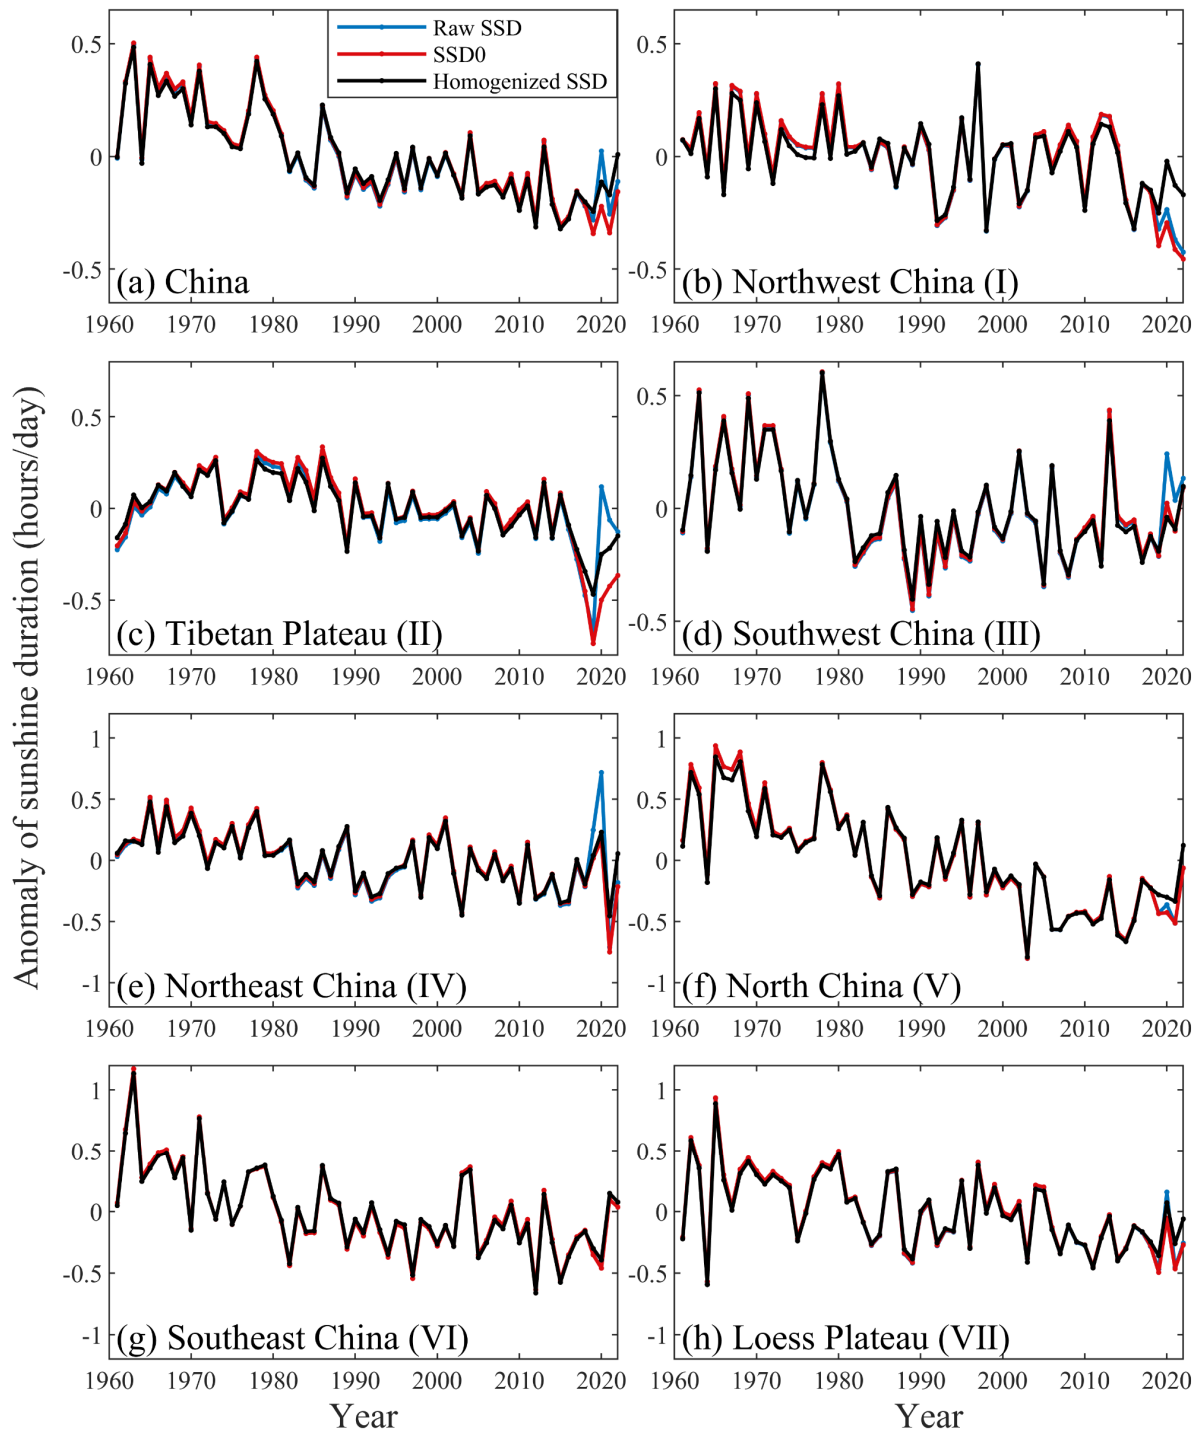 Anomaly of sunshine duration (hours/day)
Raw SSD
SSD0
Homogenized SSD
0.5
0
-0.5
(a) China
1960 1970 1980 1990 2000 2010 2020
0.5
0
-0.5
(b) Northwest China (I)
1960 1970 1980 1990 2000 2010 2020
0.5
0
-0.5
(c) Tibetan Plateau (II)
1960 1970 1980 1990 2000 2010 2020
0.5
0
-0.5
(d) Southwest China (III)
1960 1970 1980 1990 2000 2010 2020
1
0.5
0
-0.5
-1
(e) Northeast China (IV)
1960 1970 1980 1990 2000 2010 2020
1
0.5
0
-0.5
-1
(f) North China (V)
1960 1970 1980 1990 2000 2010 2020
1
0.5
0
-0.5
-1
(g) Southeast China (VI)
1960 1970 1980 1990 2000 2010 2020
Year
1
0.5
0
-0.5
-1
(h) Loess Plateau (VII)
1960 1970 1980 1990 2000 2010 2020
Year